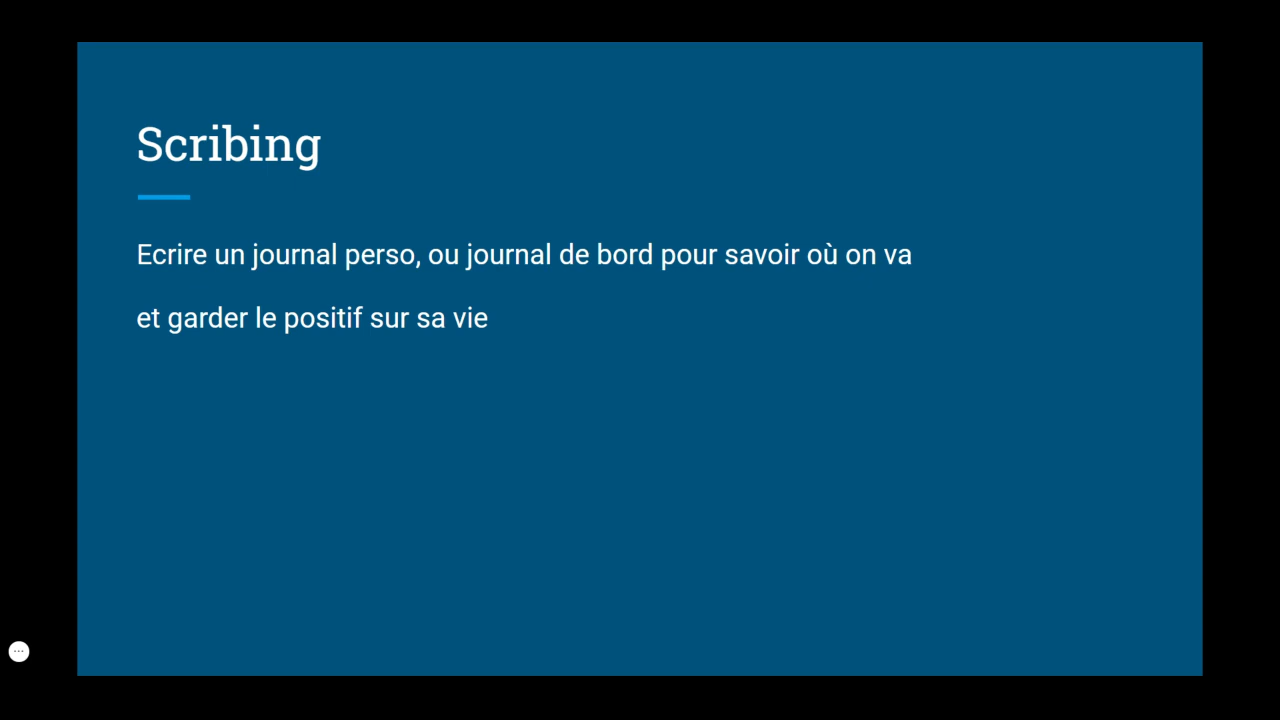 Scribing
Ecrire un journal perso, ou journal de bord pour savoir où on va
et garder le positif sur sa vie